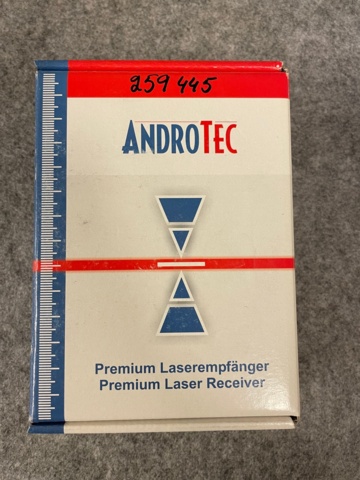 259 445
ANDROTEC
Premium Laserempfänger
Premium Laser Receiver